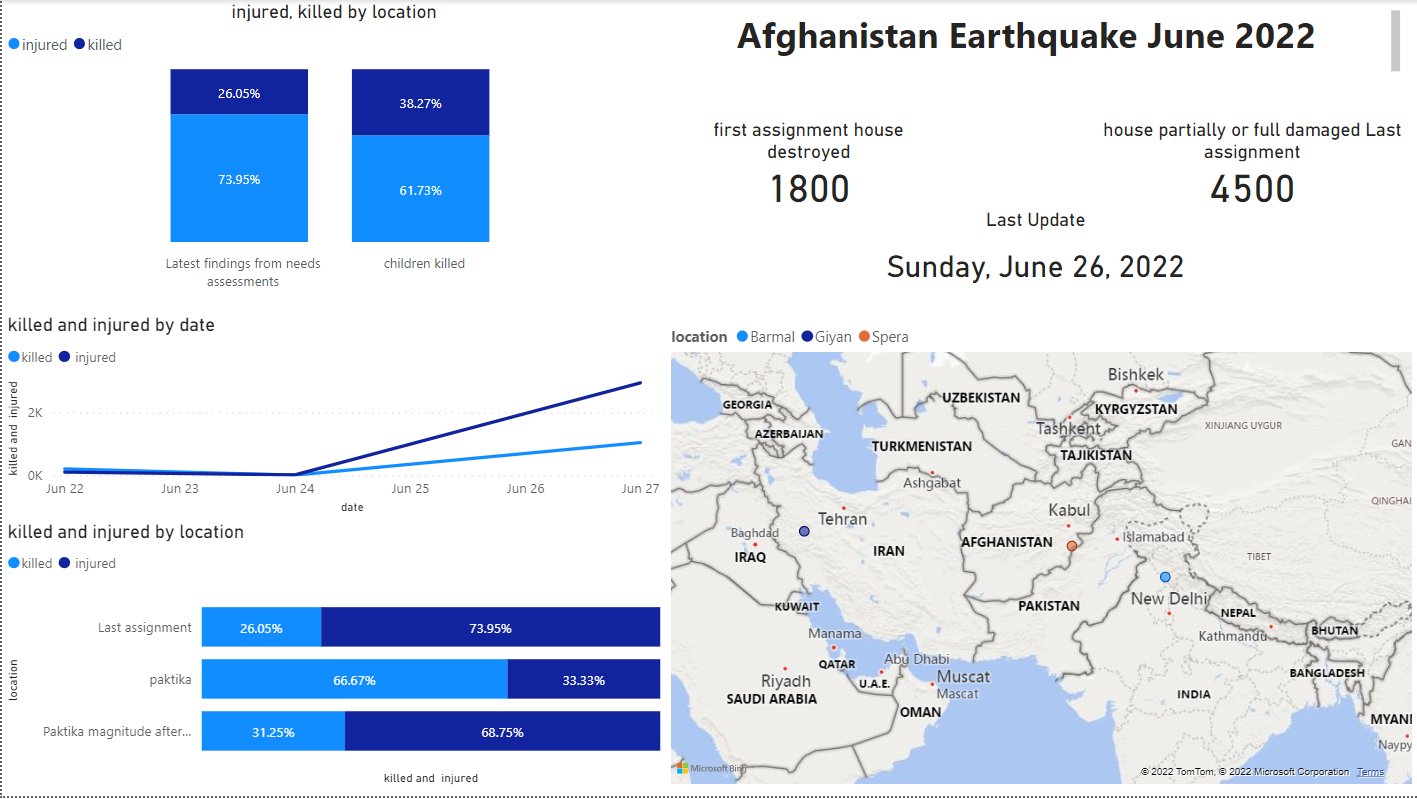 injured, killed by location
injured killed
26.05%
38.27%
73.95%
61.73%
Latest findings from needs
assessments
children killed
Afghanistan Earthquake June 2022
first assignment house
destroyed
1800
house partially or full damaged Last
assignment
4500
Last Update
Sunday, June 26, 2022
killed and injured by date
killed injured
killed and injured
2K
0K
Jun 22 Jun 23 Jun 24 Jun 25 Jun 26 Jun 27
date
killed and injured by location
killed injured
location
Last assignment 26.05% 73.95%
paktika 66.67% 33.33%
Paktika magnitude after... 31.25% 68.75%
killed and injured
location Barmal Giyan Spera
Bishkek
UZBEKISTAN
GEORGIA
KYRGYZSTAN
Tashkent
XINJIANG UYGUR
AZERBAIJAN
TURKMENISTAN
GAN
TAJIKISTAN
Ashgabat
QINGHAI
Kabul
Tehran
Baghdad
Islamabad
AFGHANISTAN
IRAN
IRAQ
TIBET
New Delhi
KUWAIT
PAKISTAN
NEPAL
Manama
Kathmandu
BHUTAN
Abu Dhabi
QATAR
Riyadh
U.A.E.
Muscat
BANGLADESH
Mascat
SAUDI ARABIA
INDIA
OMAN
MYAN
Naypy
Microsoft Bing
© 2022 TomTom, © 2022 Microsoft Corporation Terms